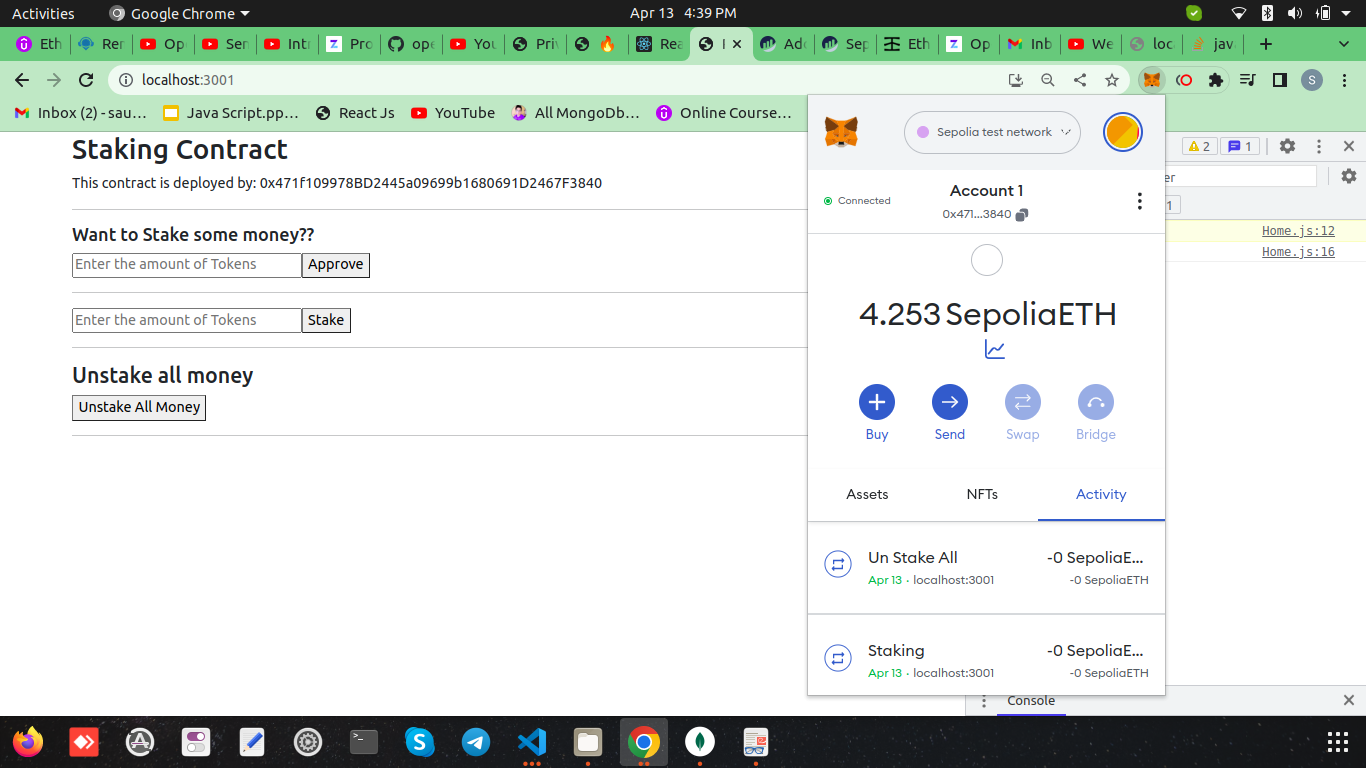 Activities
Google Chrome
Apr 13 4:39 PM
Eth
Rer
Op
Ser
Int
Pro
ope
You
Priv
🔥
Rea
Adc
Sep
Eth
Op
Inb
We
loc
jav
localhost:3001
S
Inbox (2) - sau…
Java Script.pp…
React Js
YouTube
All MongoDb…
Online Course…
Staking Contract
This contract is deployed by: 0x471f109978BD2445a09699b1680691D2467F3840
Want to Stake some money??
Enter the amount of Tokens
Approve
Enter the amount of Tokens
Stake
Unstake all money
Unstake All Money
Sepolia test network
Connected
Account 1
0x471...3840
4.253 SepoliaETH
Buy
Send
Swap
Bridge
Assets
NFTs
Activity
Un Stake All
-0 SepoliaE...
Apr 13 · localhost:3001
-0 SepoliaETH
Staking
-0 SepoliaE...
Apr 13 · localhost:3001
-0 SepoliaETH
2
1
er
1
Home.js:12
Home.js:16
Console